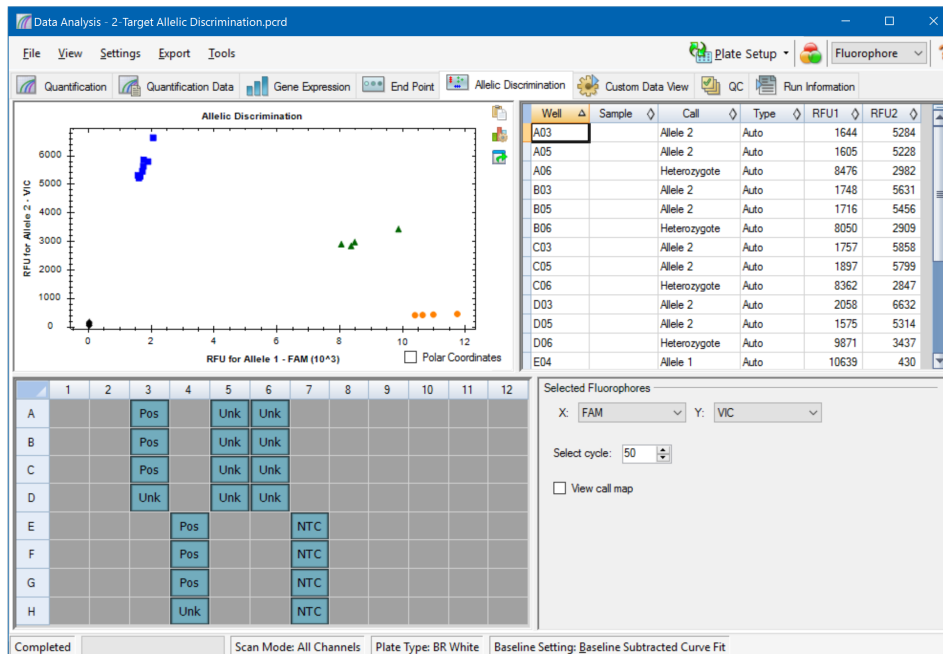 Data Analysis - 2-Target Allelic Discrimination.pcrd
File View Settings Export Tools Plate Setup Fluorophore
Quantification Quantification Data Gene Expression End Point Allelic Discrimination Custom Data View QC Run Information
Allelic Discrimination
RFU for Allele 2 - VIC
6000
5000
4000
3000
2000
1000
0
0 2 4 6 8 10 12
RFU for Allele 1 - FAM (10^3)
Polar Coordinates
Well Sample Call Type RFU1 RFU2
A03 Allele 2 Auto 1644 5284
A05 Allele 2 Auto 1605 5228
A06 Heterozygote Auto 8476 2982
B03 Allele 2 Auto 1748 5631
B05 Allele 2 Auto 1716 5456
B06 Heterozygote Auto 8050 2909
C03 Allele 2 Auto 1757 5858
C05 Allele 2 Auto 1897 5799
C06 Heterozygote Auto 8362 2847
D03 Allele 2 Auto 2058 6632
D05 Allele 2 Auto 1575 5314
D06 Heterozygote Auto 9871 3437
E04 Allele 1 Auto 10639 430
1 2 3 4 5 6 7 8 9 10 11 12
A Pos Unk Unk
B Pos Unk Unk
C Pos Unk Unk
D Unk Unk Unk
E Pos NTC
F Pos NTC
G Pos NTC
H Unk NTC
Selected Fluorophores
X: FAM Y: VIC
Select cycle: 50
View call map
Completed Scan Mode: All Channels Plate Type: BR White Baseline Setting: Baseline Subtracted Curve Fit